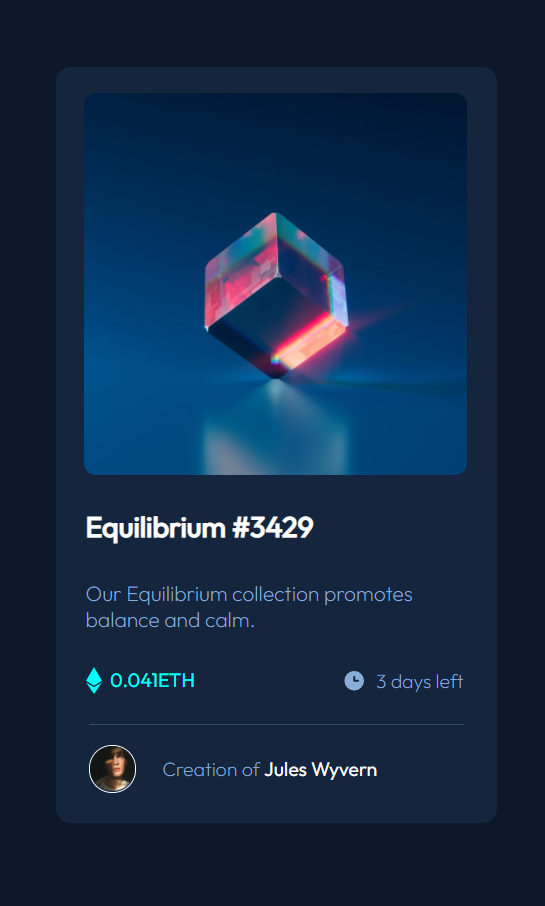 Equilibrium #3429
Our Equilibrium collection promotes
balance and calm.
0.041ETH
3 days left
Creation of Jules Wyvern